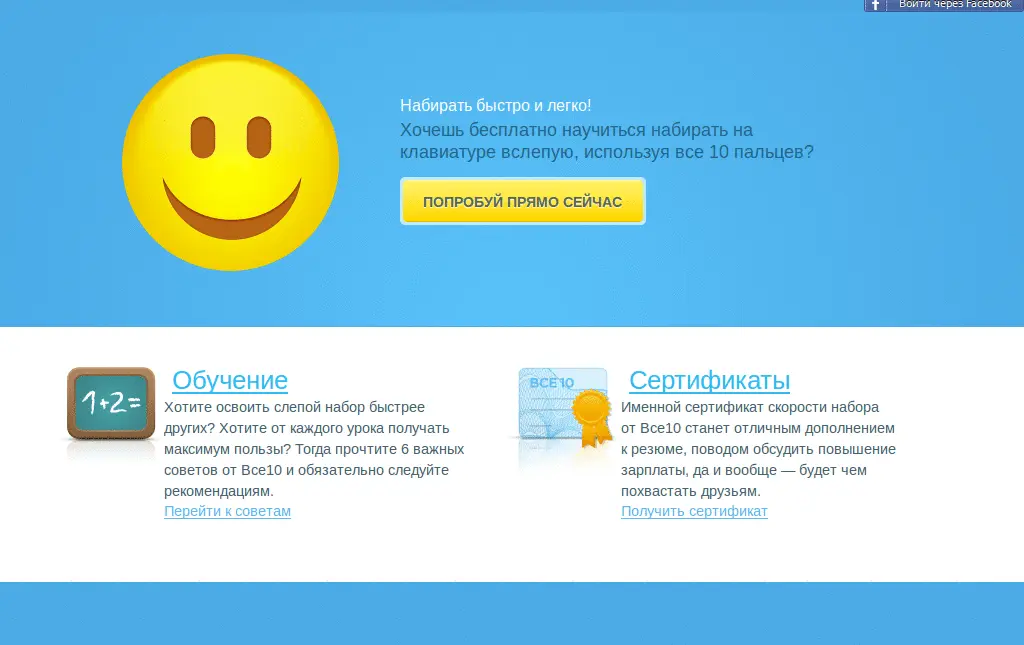 Войти через Facebook
Набирать быстро и легко!
Хочешь бесплатно научиться набирать на
клавиатуре вслепую, используя все 10 пальцев?
ПОПРОБУЙ ПРЯМО СЕЙЧАС
1+2=
Обучение
Хотите освоить слепой набор быстрее
других? Хотите от каждого урока получать
максимум пользы? Тогда прочтите 6 важных
советов от Все10 и обязательно следуйте
рекомендациям.
Перейти к советам
ВСЕ10
Сертификаты
Именной сертификат скорости набора
от Все10 станет отличным дополнением
к резюме, поводом обсудить повышение
зарплаты, да и вообще — будет чем
похвастать друзьям.
Получить сертификат